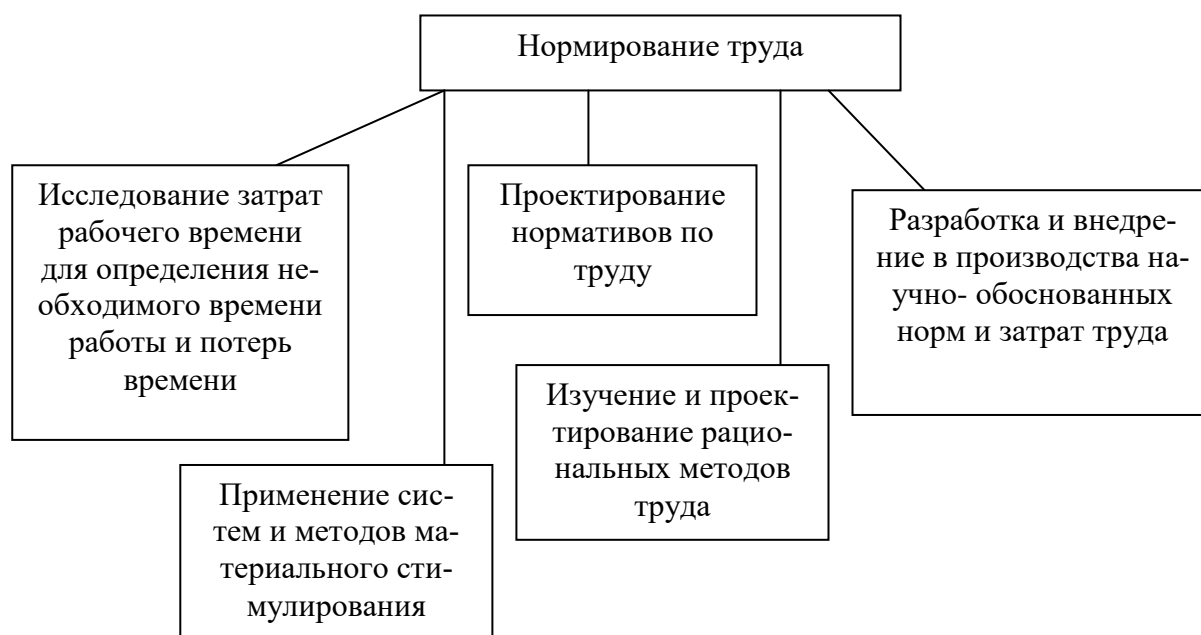 Нормирование труда
Исследование затрат
рабочего времени
для определения не-
обходимого времени
работы и потерь
времени
Проектирование
нормативов по
труду
Разработка и внедре-
ние в производства на-
учно- обоснованных
норм и затрат труда
Изучение и проек-
тирование рацио-
нальных методов
труда
Применение сис-
тем и методов ма-
териального сти-
мулирования